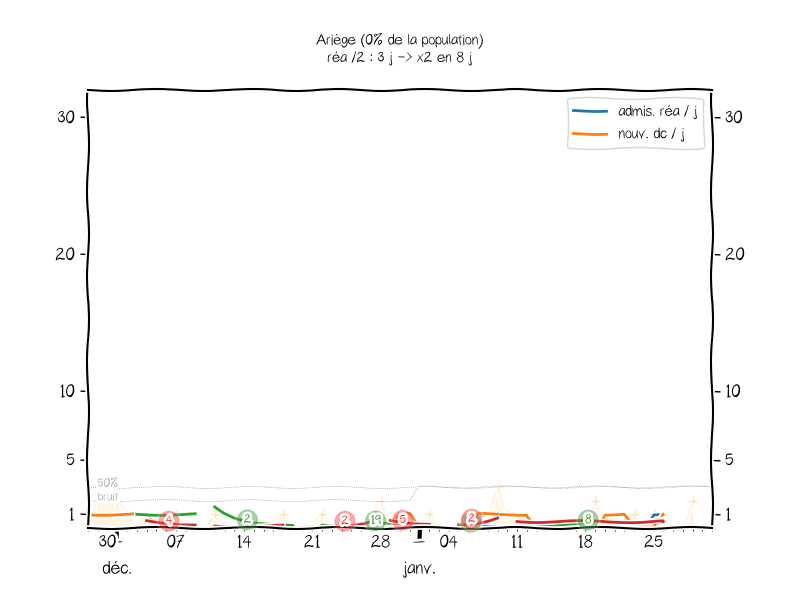 Ariège (0% de la population)
réa /2 : 3 j -> x2 en 8 j
admis. réa / j
nouv. dc / j
30 30
20 20
10 10
5 5
50%
bruit
1 1
4 2 2 19 5 2 8
30 07 14 21 28 04 11 18 25
déc. janv.